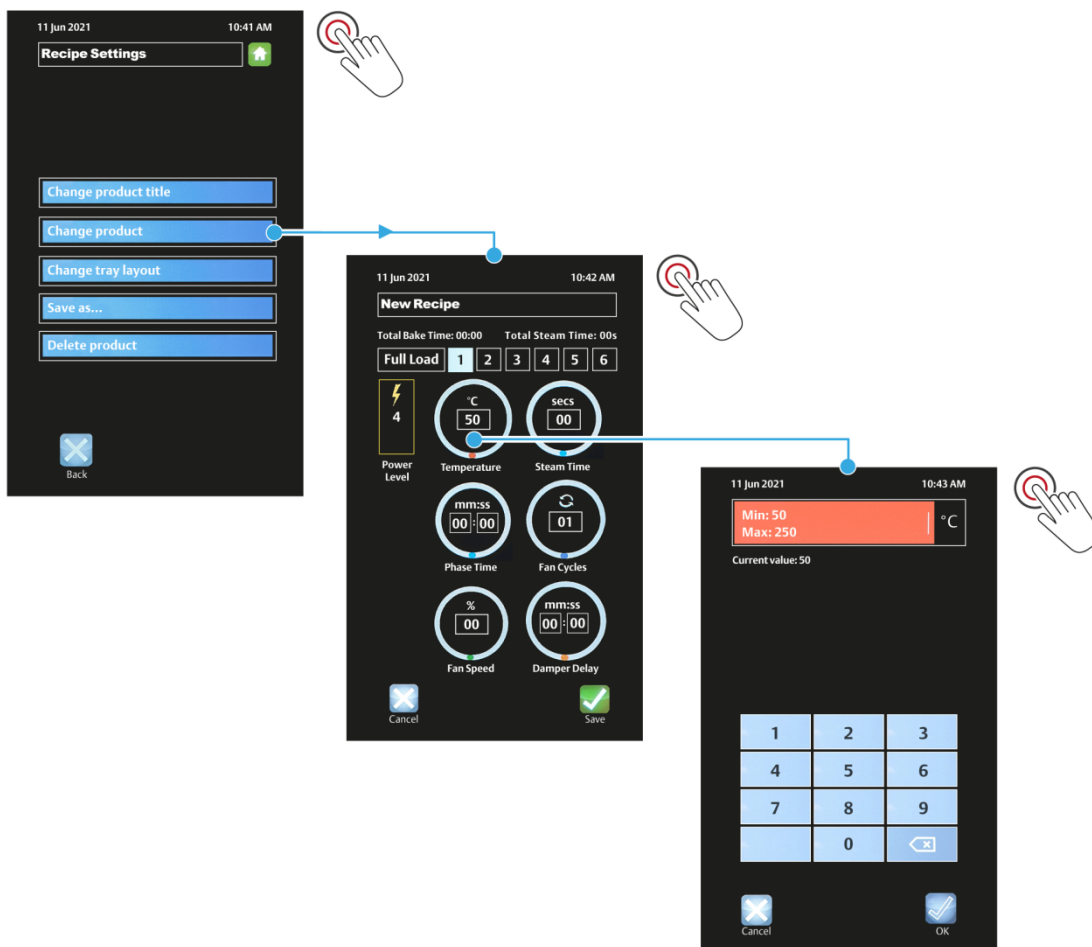 11 Jun 2021 10:41 AM
Recipe Settings
Change product title
Change product
Change tray layout
Save as...
Delete product
Back
11 Jun 2021 10:42 AM
New Recipe
Total Bake Time: 00:00 Total Steam Time: 00s
Full Load 1 2 3 4 5 6
4
Power
Level
°C
50
Temperature
secs
00
Steam Time
mm:ss
00:00
Phase Time
01
Fan Cycles
%
00
Fan Speed
mm:ss
00:00
Damper Delay
Cancel Save
11 Jun 2021 10:43 AM
Min: 50
Max: 250
°C
Current value: 50
1 2 3
4 5 6
7 8 9
0
Cancel OK